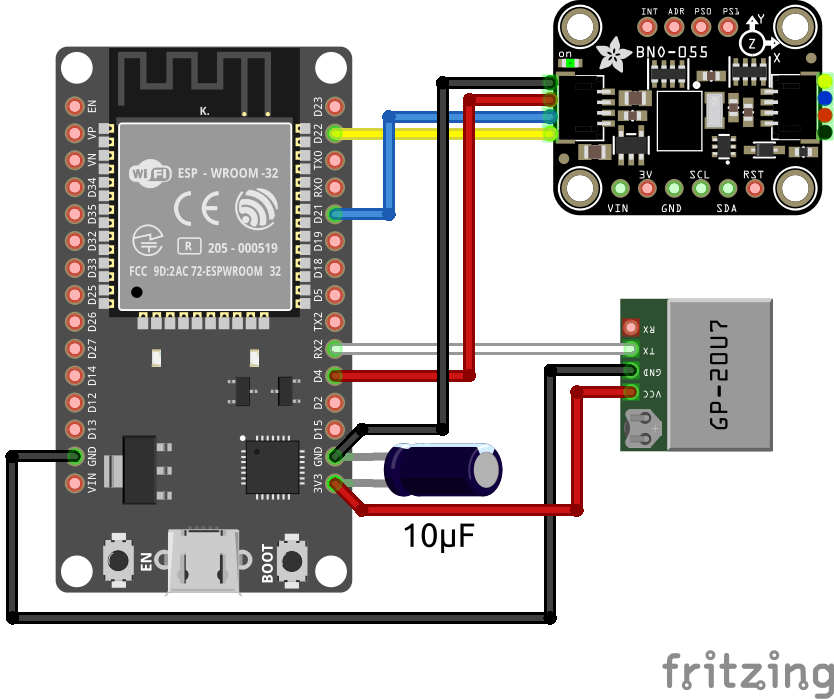 EN
VP
VN
D34
D35
D32
D33
D25
D26
D27
D14
D12
D13
GND
VIN
K.
Wi Fi ESP - WROOM -32
CE
R 205 - 000519
FCC 9D:2AC 72-ESPWROOM 32
D23
D22
TX0
RX0
D21
D19
D18
D5
TX2
RX2
D4
D2
D15
GND
3V3
EN
BOOT
10µF
INT ADR PS0 PS1
on
BNO-055
Y
Z
X
3V SCL RST
VIN GND SDA
RX
TX
GND
VCC
GP-20U7
fritzing